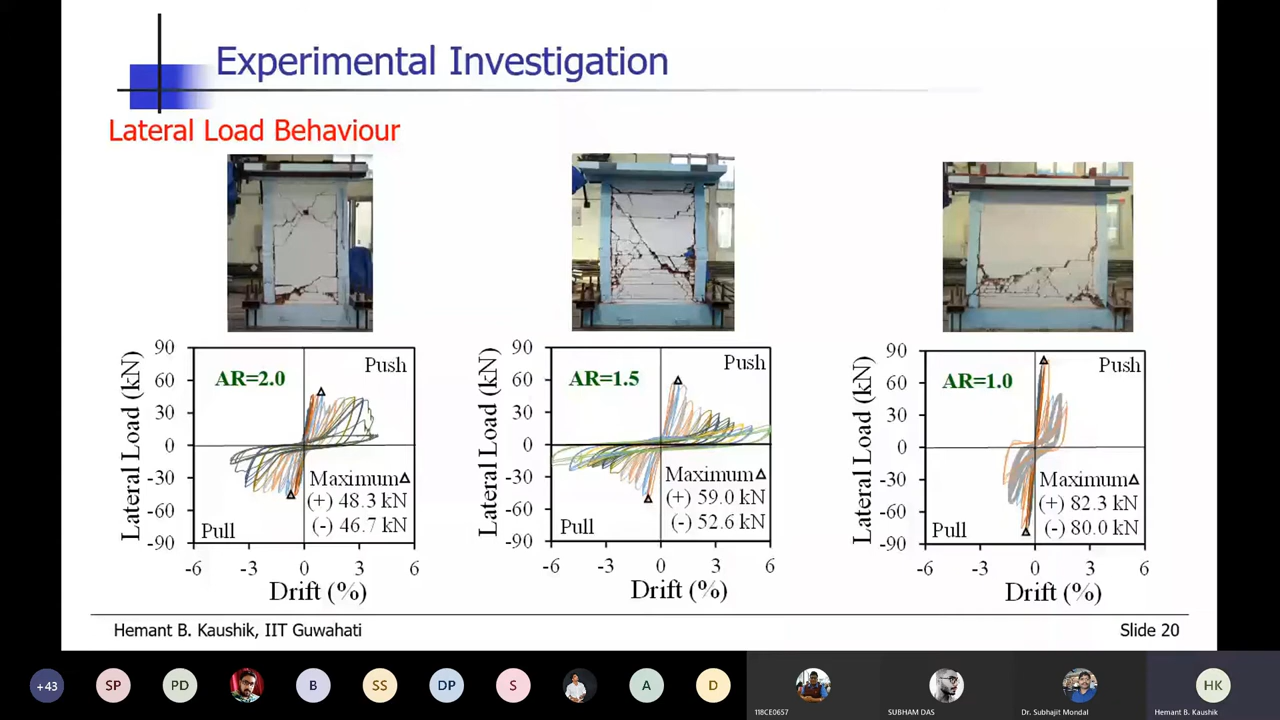 Experimental Investigation
Lateral Load Behaviour
90
60
30
0
-30
-60
-90
Lateral Load (kN)
AR=2.0
Push
Maximum△
(+) 48.3 kN
(-) 46.7 kN
Pull
-6 -3 0 3 6
Drift (%)
90
60
30
0
-30
-60
-90
Lateral Load (kN)
AR=1.5
Push
Maximum△
(+) 59.0 kN
(-) 52.6 kN
Pull
-6 -3 0 3 6
Drift (%)
90
60
30
0
-30
-60
-90
Lateral Load (kN)
AR=1.0
Push
Maximum△
(+) 82.3 kN
(-) 80.0 kN
Pull
-6 -3 0 3 6
Drift (%)
Hemant B. Kaushik, IIT Guwahati
Slide 20
+43 SP PD B SS DP S A D HK
118CE0657
SUBHAM DAS
Dr. Subhajit Mondal
Hemant B. Kaushik